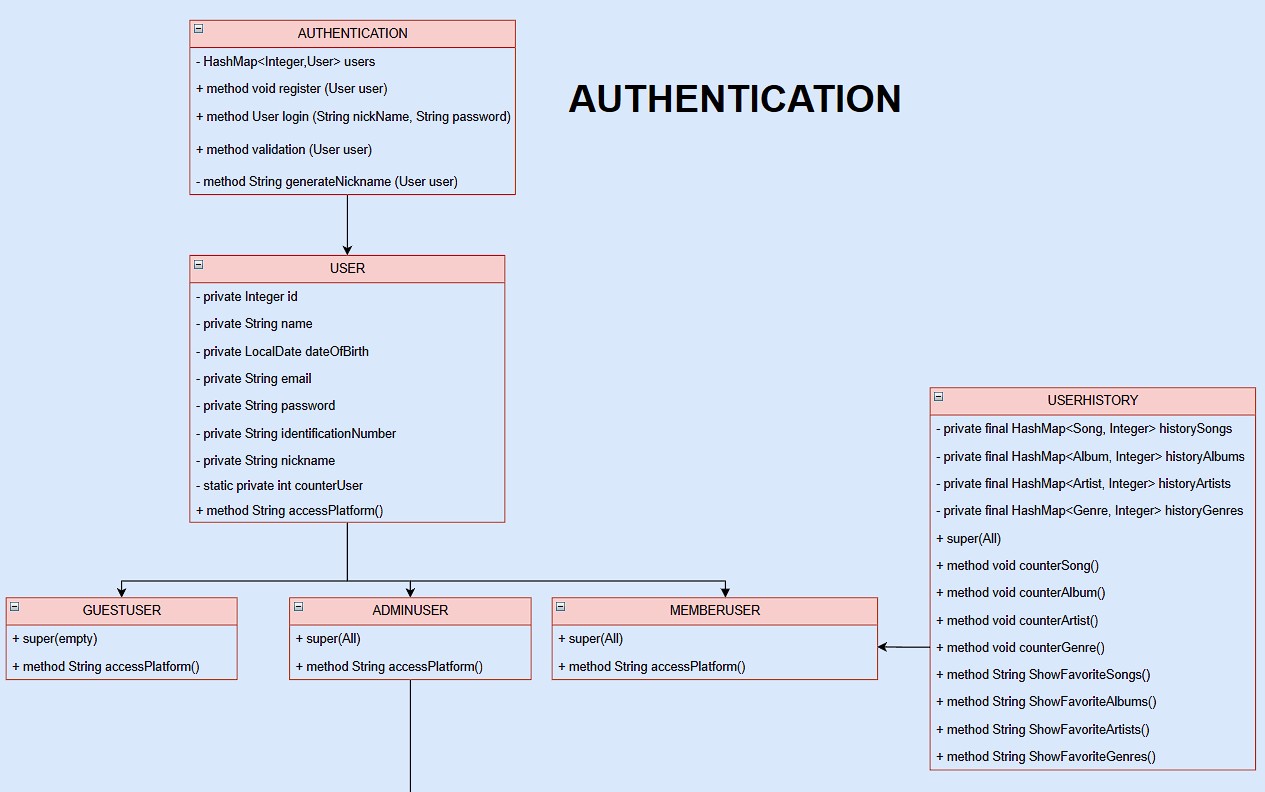 AUTHENTICATION
- HashMap<Integer,User> users
+ method void register (User user)
+ method User login (String nickName, String password)
+ method validation (User user)
- method String generateNickname (User user)
AUTHENTICATION
USER
- private Integer id
- private String name
- private LocalDate dateOfBirth
- private String email
- private String password
- private String identificationNumber
- private String nickname
- static private int counterUser
+ method String accessPlatform()
GUESTUSER
+ super(empty)
+ method String accessPlatform()
ADMINUSER
+ super(All)
+ method String accessPlatform()
MEMBERUSER
+ super(All)
+ method String accessPlatform()
USERHISTORY
- private final HashMap<Song, Integer> historySongs
- private final HashMap<Album, Integer> historyAlbums
- private final HashMap<Artist, Integer> historyArtists
- private final HashMap<Genre, Integer> historyGenres
+ super(All)
+ method void counterSong()
+ method void counterAlbum()
+ method void counterArtist()
+ method void counterGenre()
+ method String ShowFavoriteSongs()
+ method String ShowFavoriteAlbums()
+ method String ShowFavoriteArtists()
+ method String ShowFavoriteGenres()